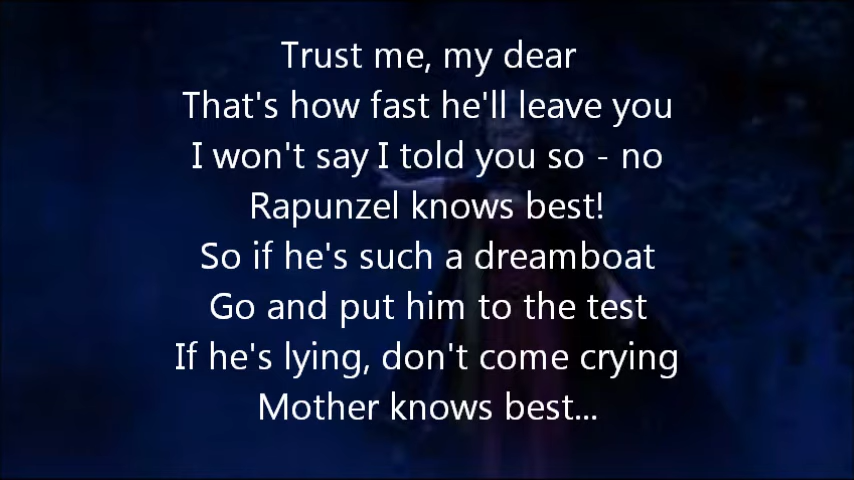 Trust me, my dear
That's how fast he'll leave you
I won't say I told you so - no
Rapunzel knows best!
So if he's such a dreamboat
Go and put him to the test
If he's lying, don't come crying
Mother knows best...